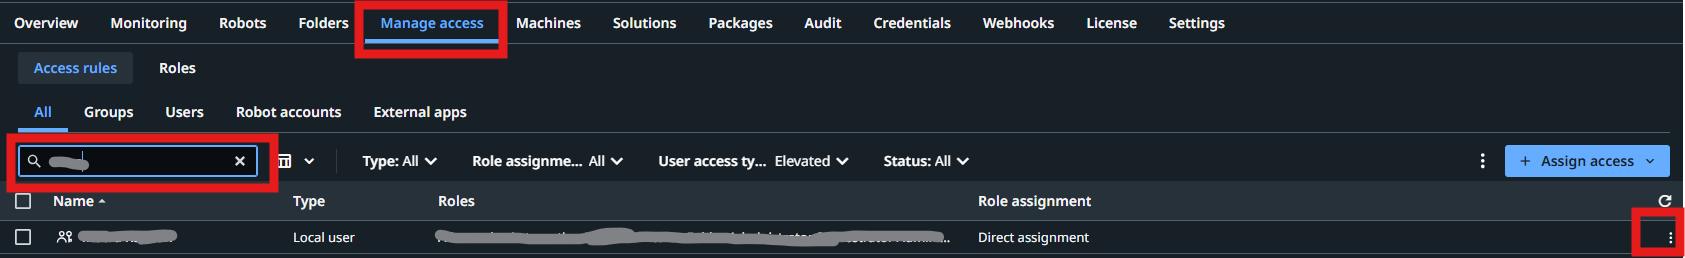 Overview Monitoring Robots Folders Manage access Machines Solutions Packages Audit Credentials Webhooks License Settings
Access rules Roles
All Groups Users Robot accounts External apps
Type: All Role assignme... All User access ty... Elevated Status: All + Assign access
Name Type Roles Role assignment
Local user ... Direct assignment